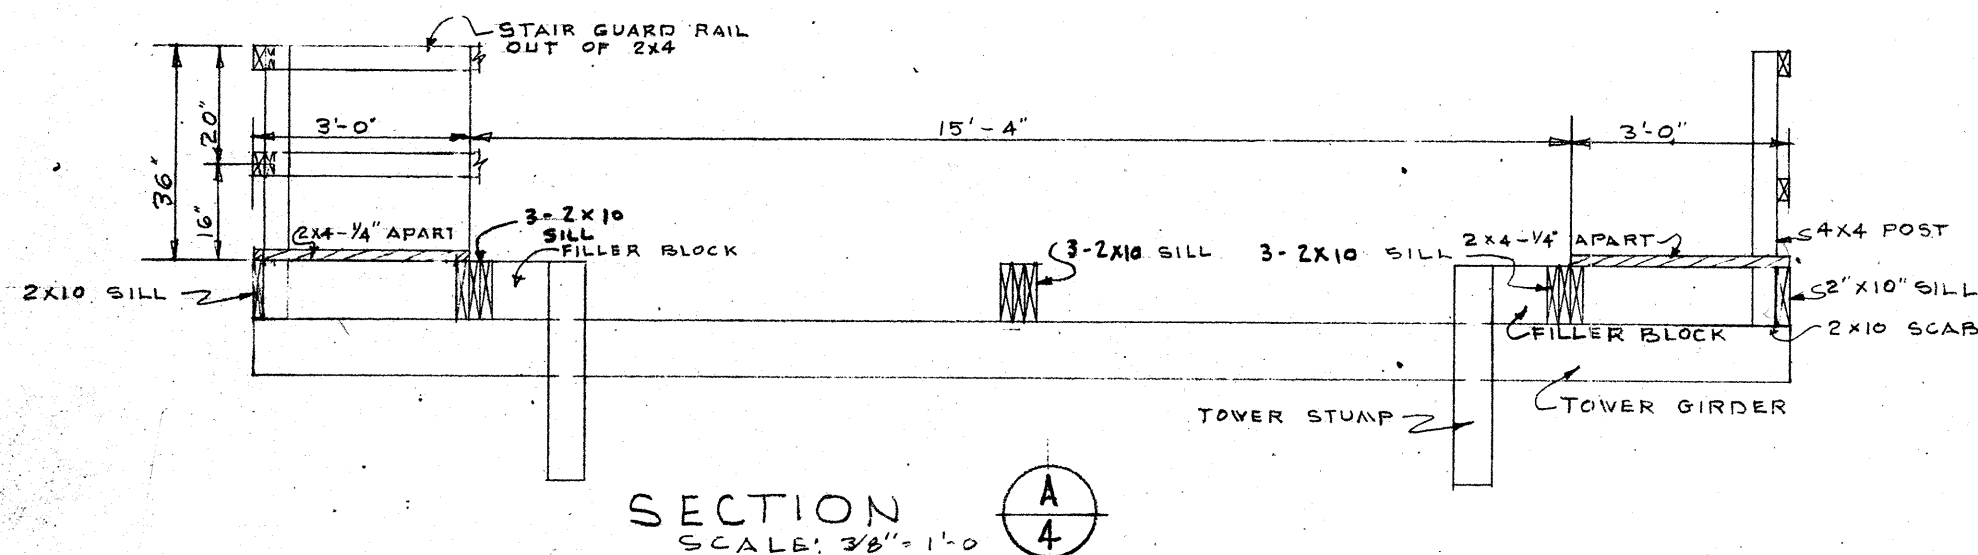 STAIR GUARD RAIL
OUT OF 2x4
3'-0"
15'-4"
3'-0"
20"
36"
16"
2x4-1/4" APART
3-2x10
SILL
FILLER BLOCK
3-2x10 SILL
3-2x10 SILL
2x4-1/4" APART
4x4 POST
2x10 SILL
2"x10" SILL
FILLER BLOCK
2x10 SCAB
TOWER STUMP
TOWER GIRDER
SECTION
SCALE: 3/8"=1'-0
A
4